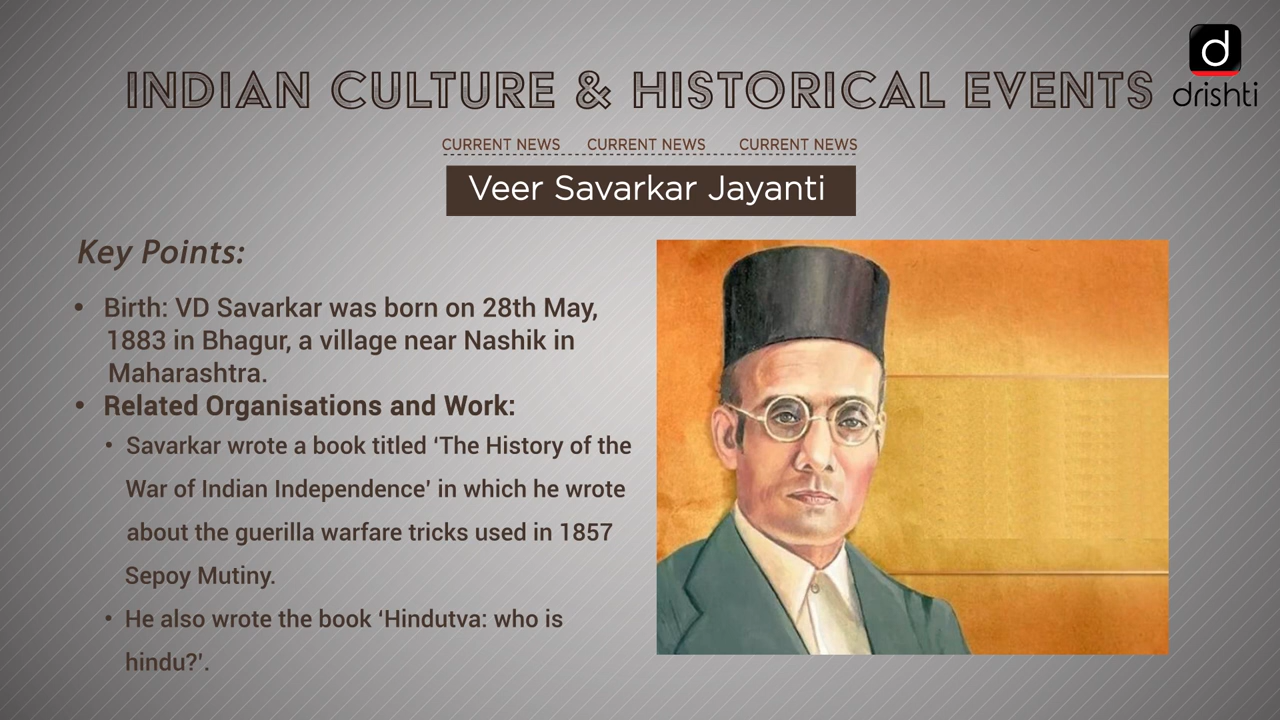 INDIAN CULTURE & HISTORICAL EVENTS
d
drishti
CURRENT NEWS CURRENT NEWS CURRENT NEWS
Veer Savarkar Jayanti
Key Points:
• Birth: VD Savarkar was born on 28th May,
1883 in Bhagur, a village near Nashik in
Maharashtra.
• Related Organisations and Work:
• Savarkar wrote a book titled ‘The History of the
War of Indian Independence’ in which he wrote
about the guerilla warfare tricks used in 1857
Sepoy Mutiny.
• He also wrote the book ‘Hindutva: who is
hindu?’.